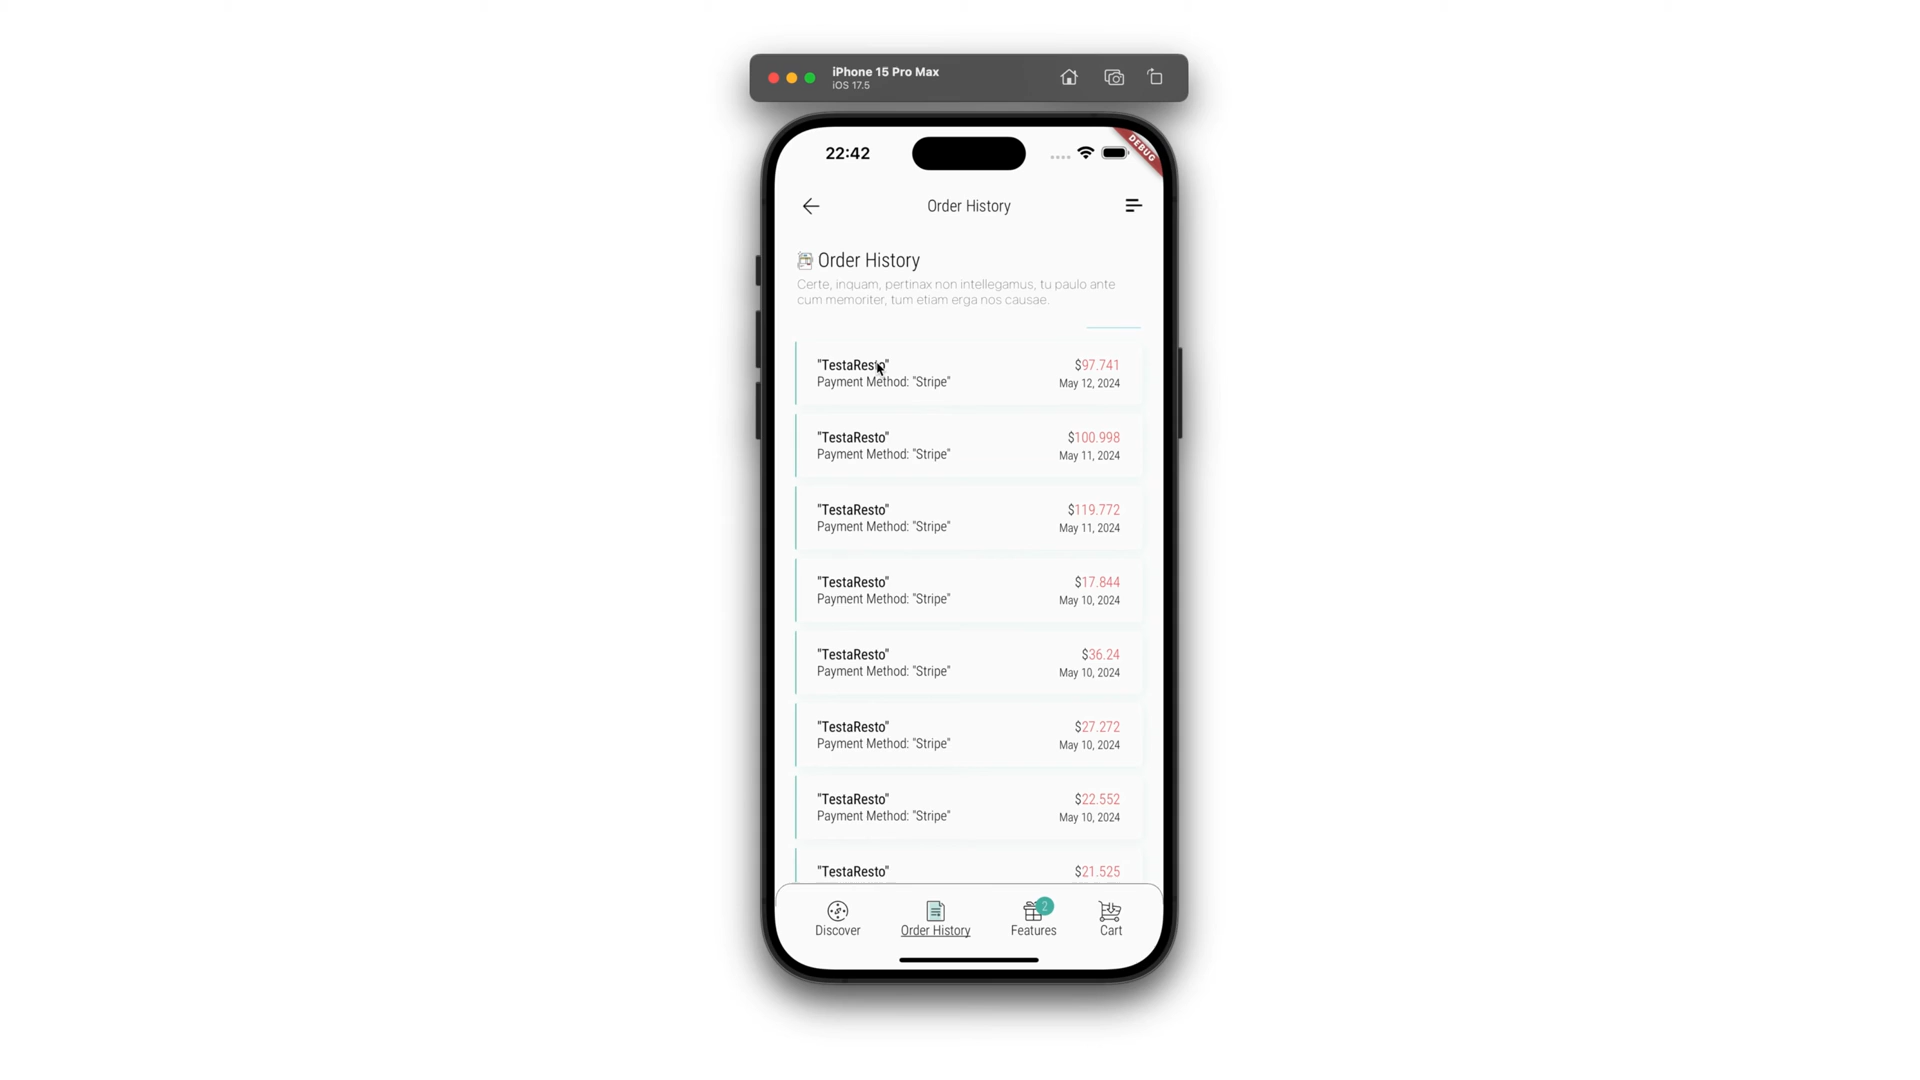 iPhone 15 Pro Max
iOS 17.5
22:42
DEBUG
Order History
Order History
Certe, inquam, pertinax non intellegamus, tu paulo ante
cum memoriter, tum etiam erga nos causae.
"TestaResto" $97.741
Payment Method: "Stripe" May 12, 2024
"TestaResto" $100.998
Payment Method: "Stripe" May 11, 2024
"TestaResto" $119.772
Payment Method: "Stripe" May 11, 2024
"TestaResto" $17.844
Payment Method: "Stripe" May 10, 2024
"TestaResto" $36.24
Payment Method: "Stripe" May 10, 2024
"TestaResto" $27.272
Payment Method: "Stripe" May 10, 2024
"TestaResto" $22.552
Payment Method: "Stripe" May 10, 2024
"TestaResto" $21.525
2
Discover Order History Features Cart